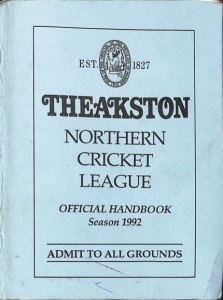 EST. 1827
THEAKSTON
NORTHERN
CRICKET
LEAGUE
OFFICIAL HANDBOOK
Season 1992
ADMIT TO ALL GROUNDS